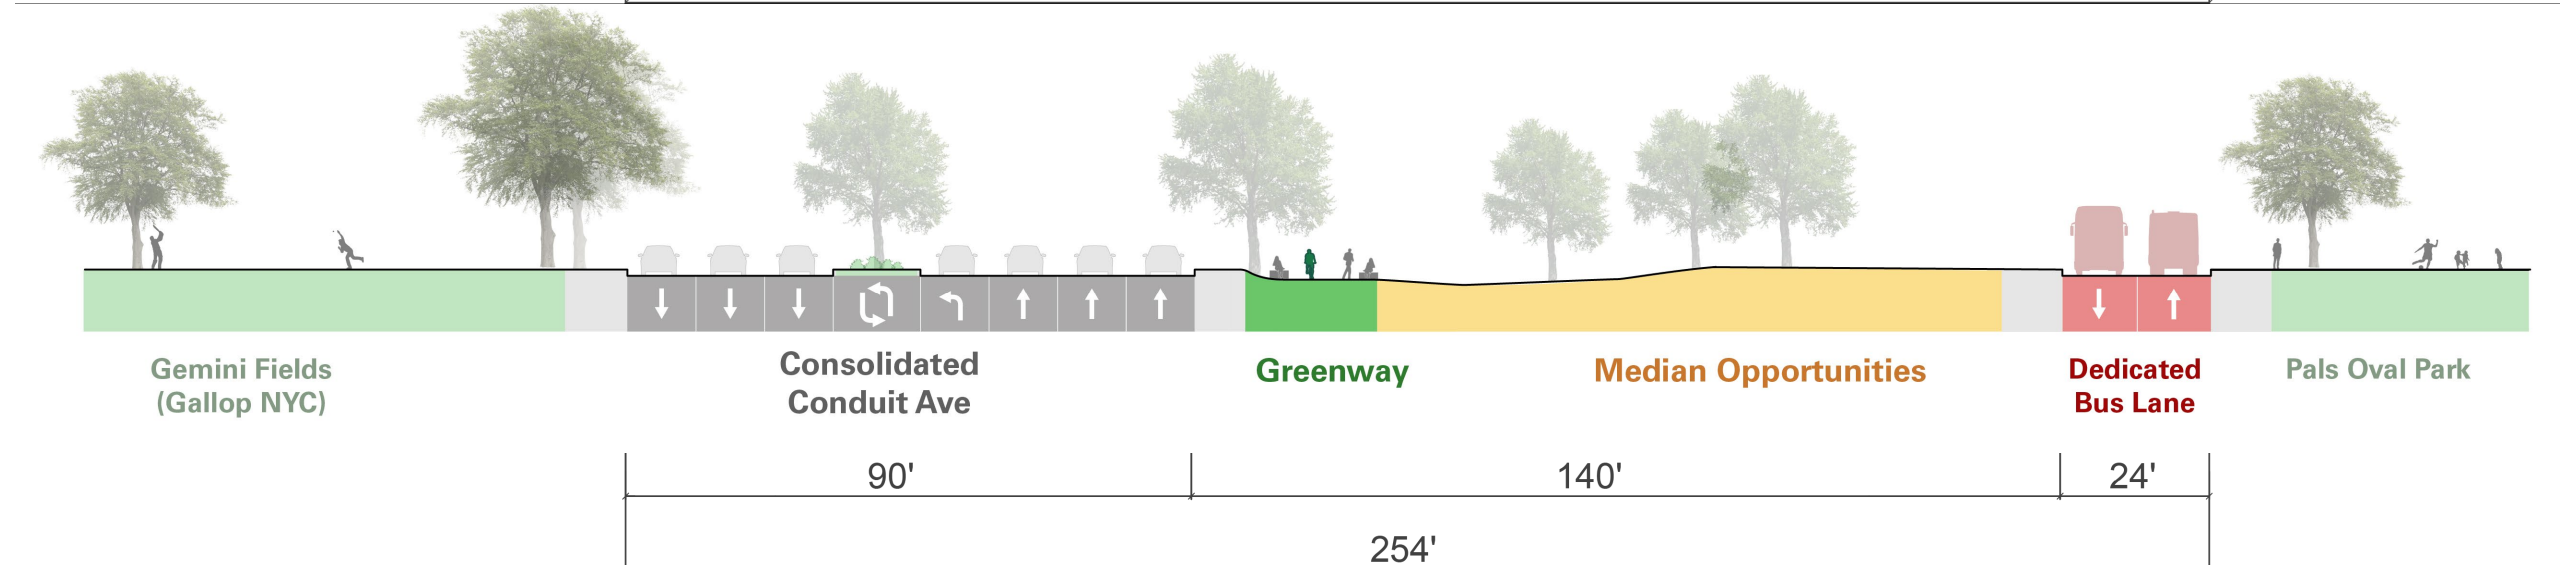 Gemini Fields
(Gallop NYC)
Consolidated
Conduit Ave
Greenway
Median Opportunities
Dedicated
Bus Lane
Pals Oval Park
90'
140'
24'
254'